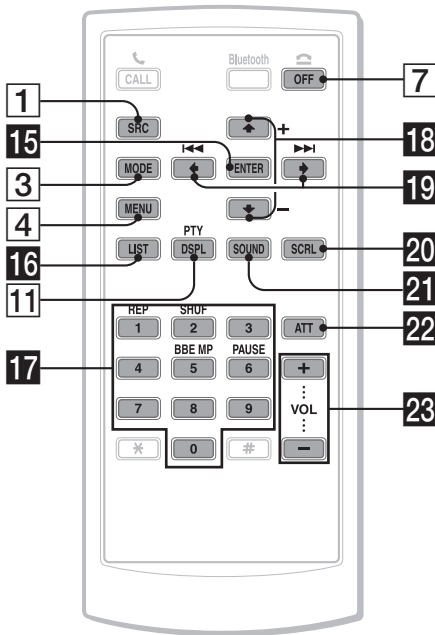 Bluetooth
CALL
OFF
7
1
SRC
+
18
15
ENTER
19
3
MODE
4
MENU
−
PTY
16
LIST
DSPL
SOUND
SCRL
20
11
21
REP
SHUF
1
2
3
ATT
22
BBE MP
PAUSE
17
4
5
6
+
7
8
9
VOL
23
*
0
#
−